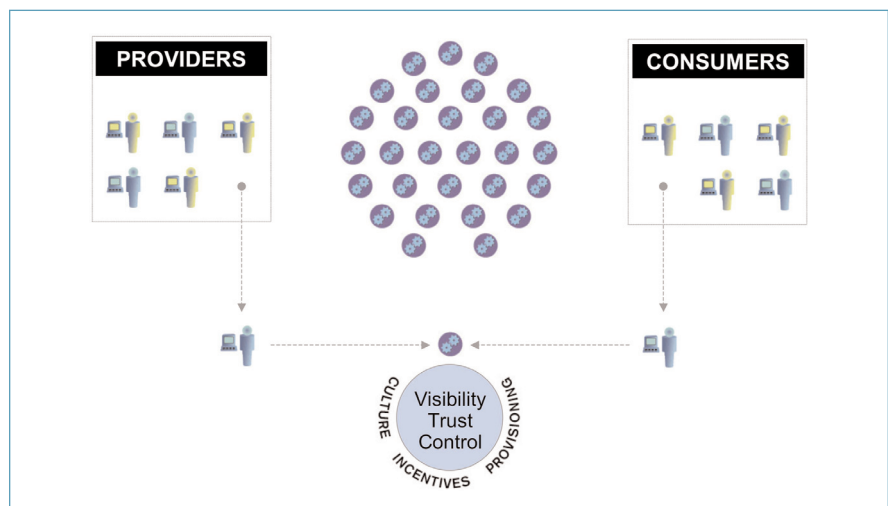 PROVIDERS
CONSUMERS
CULTURE
Visibility
Trust
Control
PROVISIONING
INCENTIVES